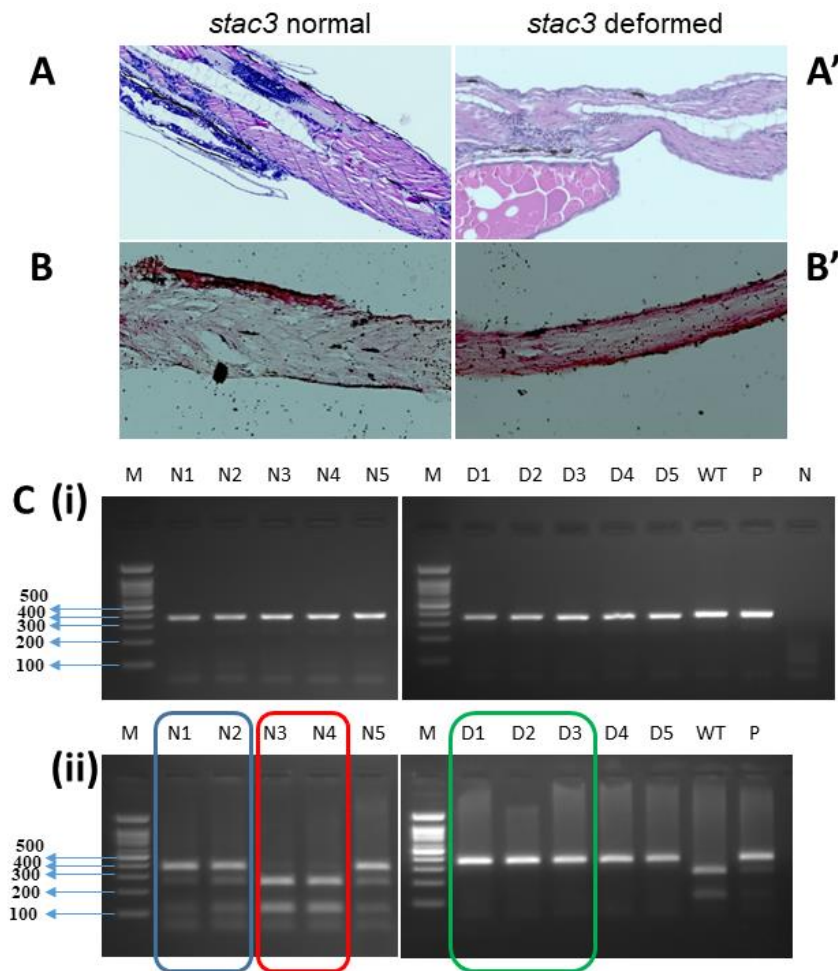 stac3 normal stac3 deformed
A A’
B B’
C (i)
M N1 N2 N3 N4 N5 M D1 D2 D3 D4 D5 WT P N
500
400
300
200
100
(ii)
M N1 N2 N3 N4 N5 M D1 D2 D3 D4 D5 WT P
500
400
300
200
100